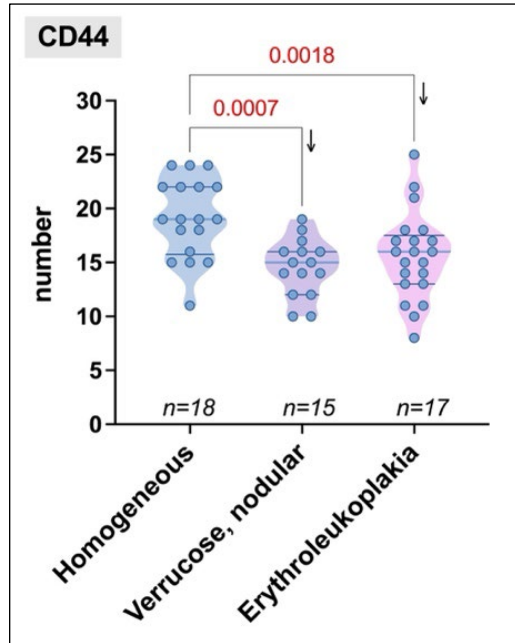 CD44
0.0018
0.0007
number
30
25
20
15
10
5
0
n=18
n=15
n=17
Homogeneous
Verrucose, nodular
Erythroleukoplakia